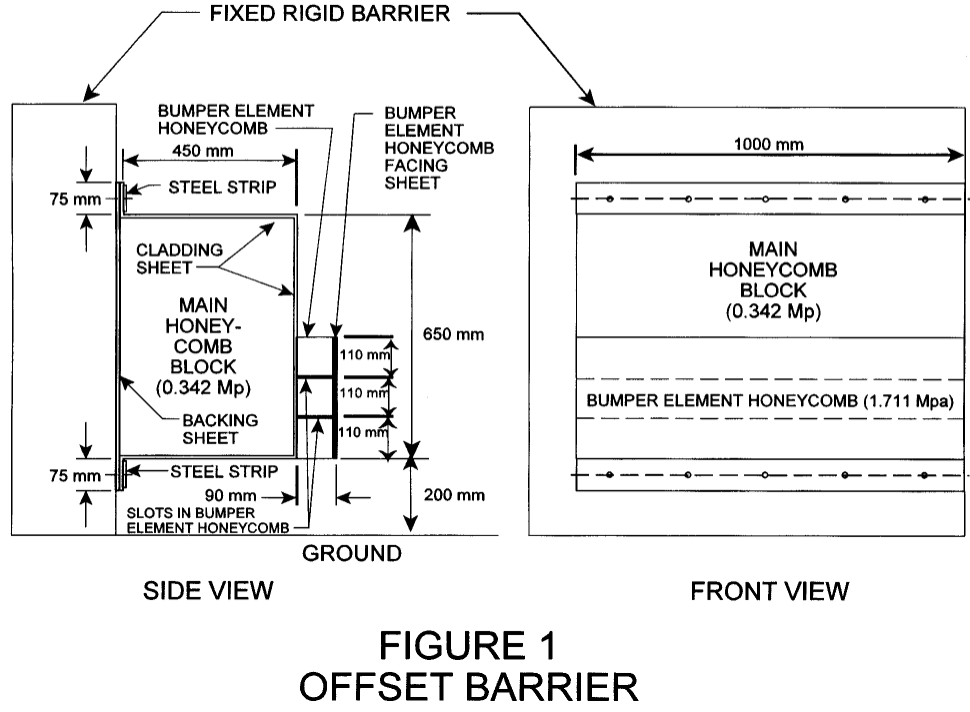 FIXED RIGID BARRIER
BUMPER ELEMENT
HONEYCOMB
BUMPER
ELEMENT
HONEYCOMB
FACING
SHEET
450 mm
STEEL STRIP
75 mm
CLADDING
SHEET
MAIN
HONEY-
COMB
BLOCK
(0.342 Mp)
650 mm
110 mm
110 mm
110 mm
BACKING
SHEET
STEEL STRIP
75 mm
90 mm
200 mm
SLOTS IN BUMPER
ELEMENT HONEYCOMB
GROUND
SIDE VIEW
1000 mm
MAIN
HONEYCOMB
BLOCK
(0.342 Mp)
BUMPER ELEMENT HONEYCOMB (1.711 Mpa)
FRONT VIEW
FIGURE 1
OFFSET BARRIER